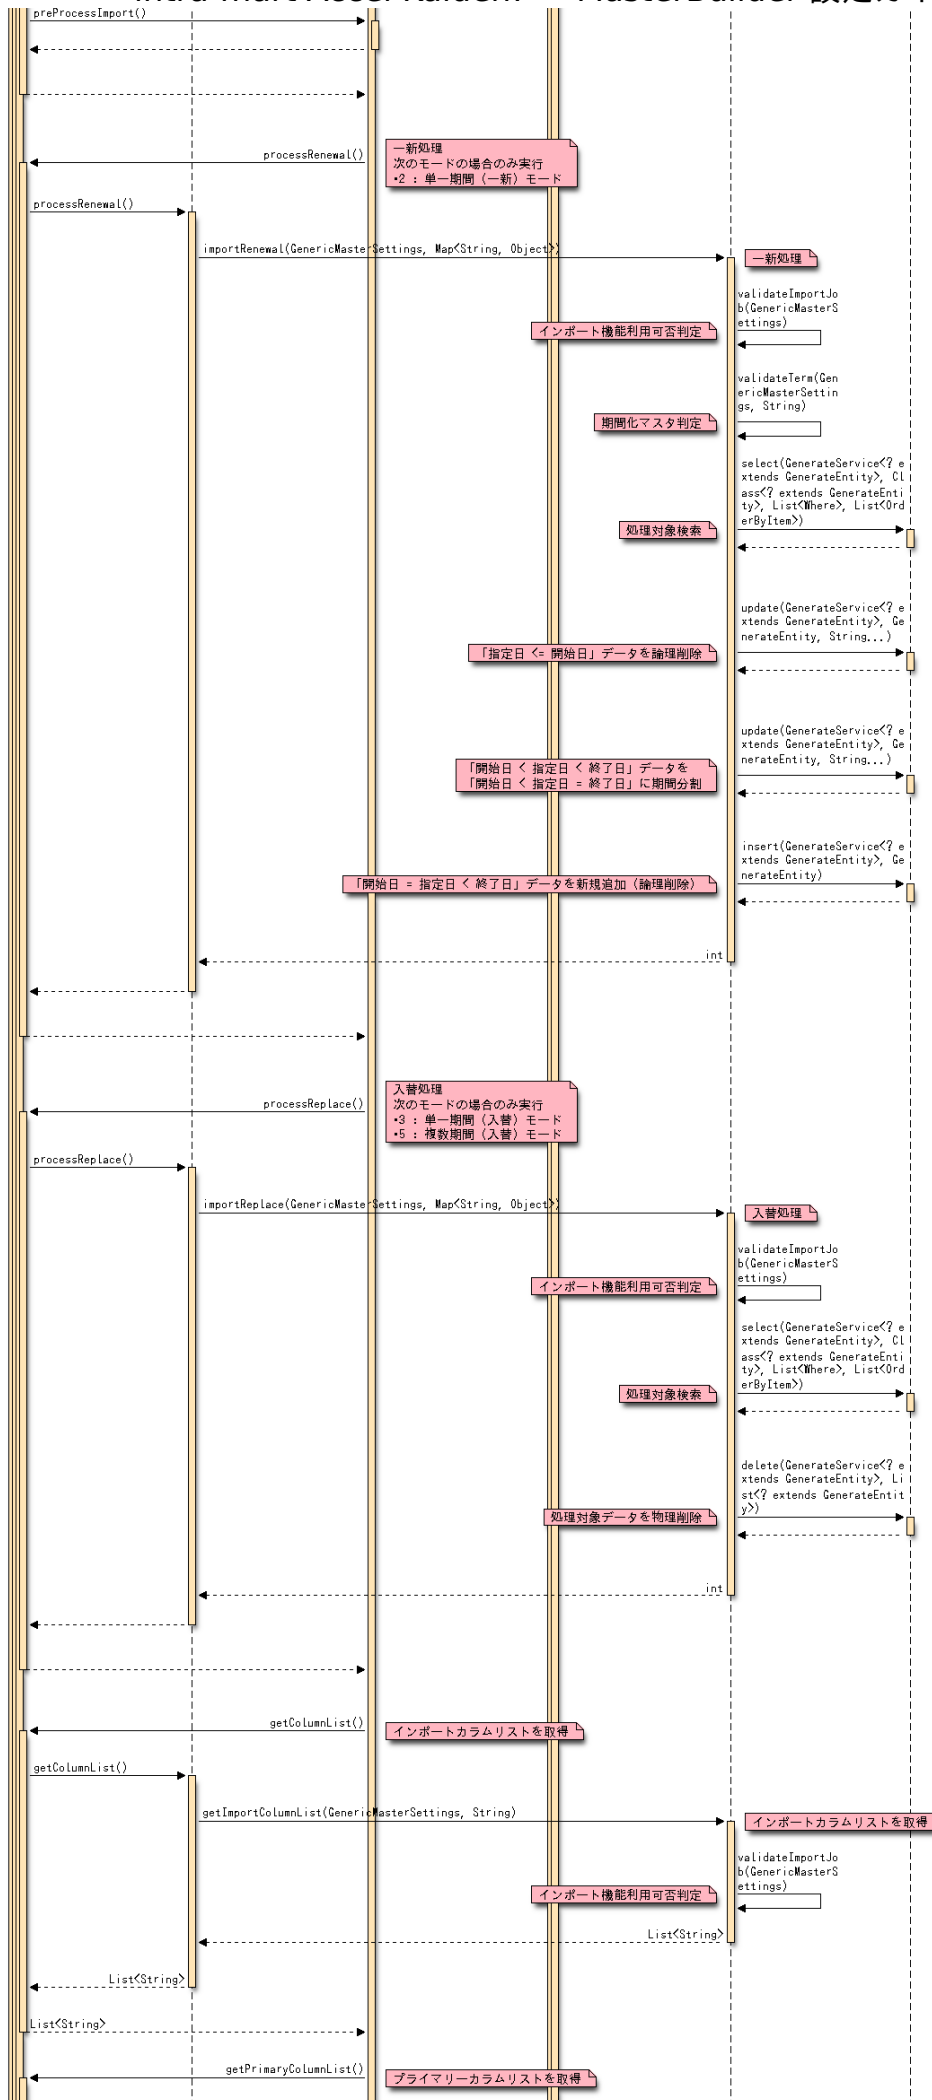 preProcessImport()
processRenewal()
一新処理
次のモードの場合のみ実行
・2 : 単一期間（一新）モード
processRenewal()
importRenewal(GenericMasterSettings, Map<String, Object>)
一新処理
validateImportJo
b(GenericMasterS
ettings)
インポート機能利用可否判定
validateTerm(Gen
ericMasterSettin
gs, String)
期間化マスタ判定
select(GenerateService<? e
xtends GenerateEntity>, Cl
ass<? extends GenerateEnti
ty>, List<Where>, List<Ord
erByItem>)
処理対象検索
update(GenerateService<? e
xtends GenerateEntity>, Ge
nerateEntity, String...)
「指定日 <= 開始日」データを論理削除
update(GenerateService<? e
xtends GenerateEntity>, Ge
nerateEntity, String...)
「開始日 < 指定日 < 終了日」データを
「開始日 < 指定日 = 終了日」に期間分割
insert(GenerateService<? e
xtends GenerateEntity>, Ge
nerateEntity)
「開始日 = 指定日 < 終了日」データを新規追加（論理削除）
int
processReplace()
入替処理
次のモードの場合のみ実行
・3 : 単一期間（入替）モード
・5 : 複数期間（入替）モード
processReplace()
importReplace(GenericMasterSettings, Map<String, Object>)
入替処理
validateImportJo
b(GenericMasterS
ettings)
インポート機能利用可否判定
select(GenerateService<? e
xtends GenerateEntity>, Cl
ass<? extends GenerateEnti
ty>, List<Where>, List<Ord
erByItem>)
処理対象検索
delete(GenerateService<? e
xtends GenerateEntity>, Li
st<? extends GenerateEntit
y>)
処理対象データを物理削除
int
getColumnList()
インポートカラムリストを取得
getColumnList()
getImportColumnList(GenericMasterSettings, String)
インポートカラムリストを取得
validateImportJo
b(GenericMasterS
ettings)
インポート機能利用可否判定
List<String>
List<String>
List<String>
getPrimaryColumnList()
プライマリーカラムリストを取得